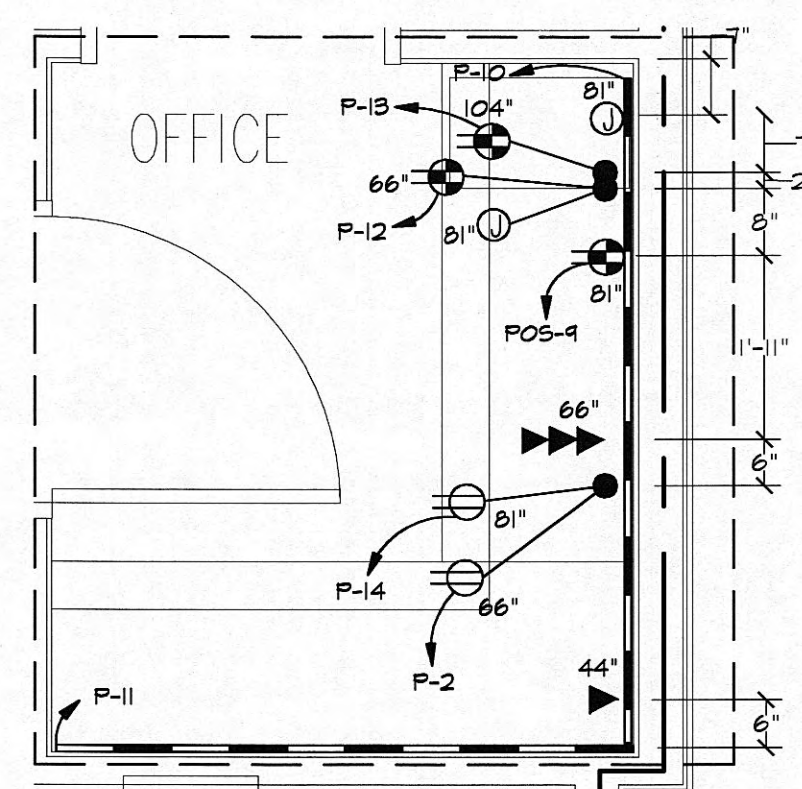 7"
P-10
81"
J
P-13
104"
OFFICE
66"
P-12
81"
J
8"
81"
POS-9
1'-11"
66"
6"
81"
P-14
66"
P-2
44"
P-11
6"